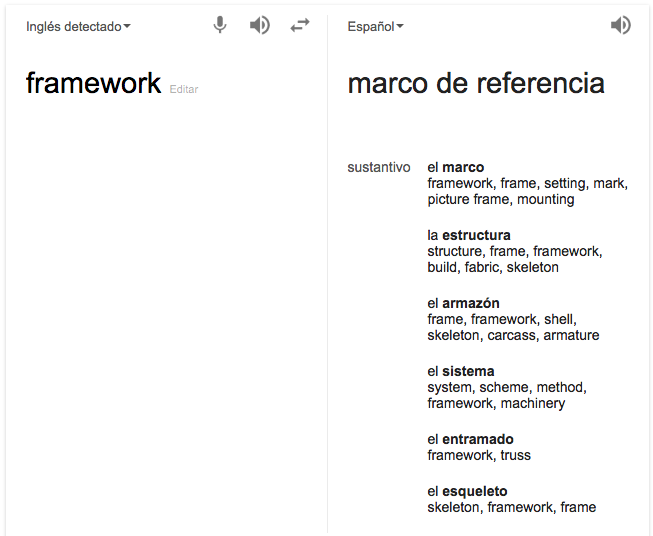 Inglés detectado
Español
framework Editar
marco de referencia
sustantivo
el marco
framework, frame, setting, mark,
picture frame, mounting
la estructura
structure, frame, framework,
build, fabric, skeleton
el armazón
frame, framework, shell,
skeleton, carcass, armature
el sistema
system, scheme, method,
framework, machinery
el entramado
framework, truss
el esqueleto
skeleton, framework, frame